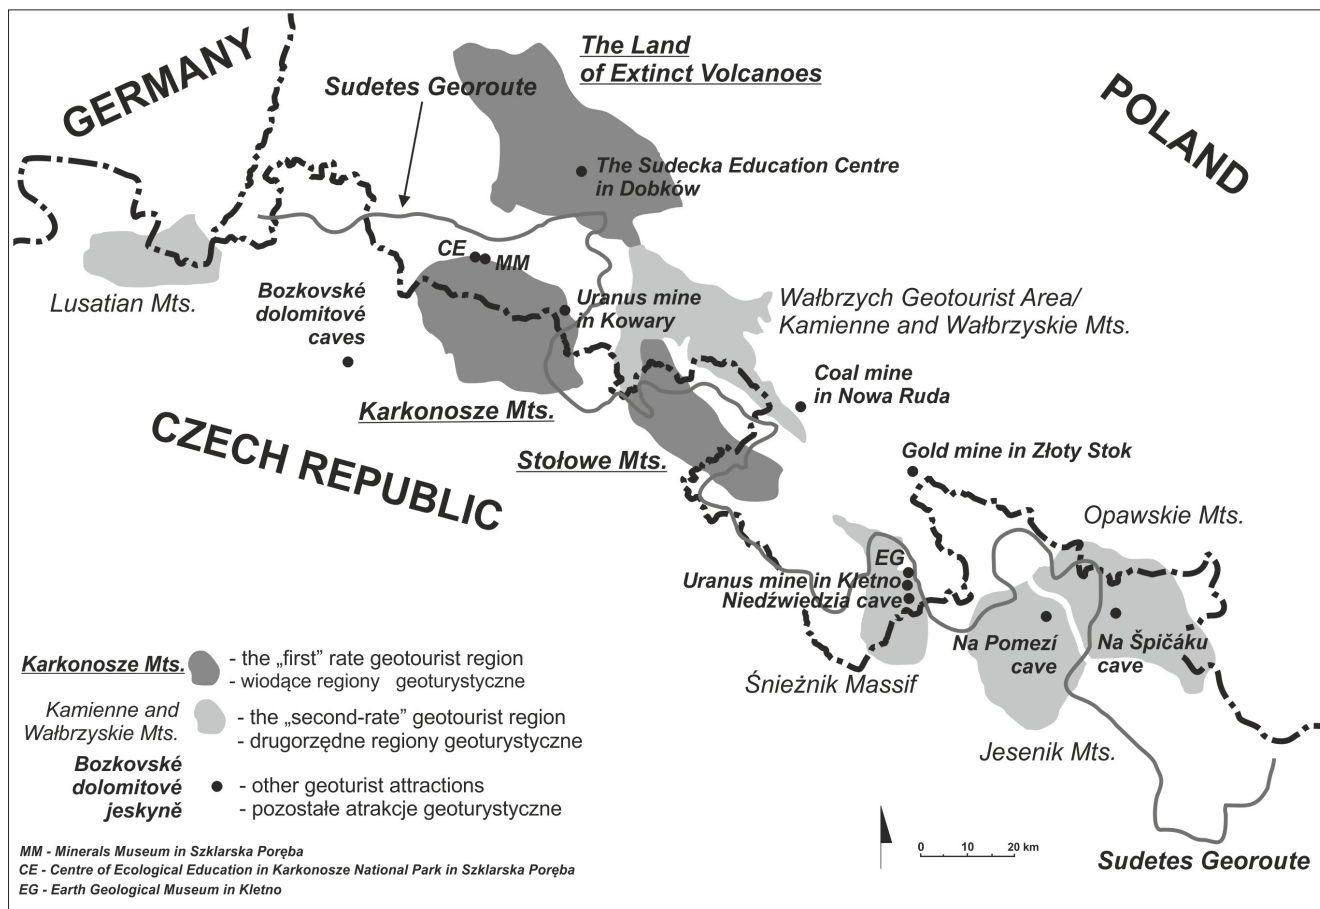 GERMANY
The Land
of Extinct Volcanoes
Sudetes Georoute
POLAND
The Sudecka Education Centre
in Dobków
CE
MM
Lusatian Mts.
Bozkovské
dolomitové
caves
Uranus mine
in Kowary
Wałbrzych Geotourist Area/
Kamienne and Wałbrzyskie Mts.
Coal mine
in Nowa Ruda
Karkonosze Mts.
CZECH REPUBLIC
Stołowe Mts.
Gold mine in Złoty Stok
Opawskie Mts.
EG
Uranus mine in Kletno
Niedźwiedzia cave
Na Pomezí
cave
Na Špičáku
cave
Śnieżnik Massif
Jesenik Mts.
Karkonosze Mts.
- the „first” rate geotourist region
- wiodące regiony geoturystyczne
Kamienne and
Wałbrzyskie Mts.
- the „second-rate” geotourist region
- drugorzędne regiony geoturystyczne
Bozkovské
dolomitové
jeskyně
- other geoturist attractions
- pozostałe atrakcje geoturystyczne
MM - Minerals Museum in Szklarska Poręba
CE - Centre of Ecological Education in Karkonosze National Park in Szklarska Poręba
EG - Earth Geological Museum in Kletno
0 10 20 km
Sudetes Georoute